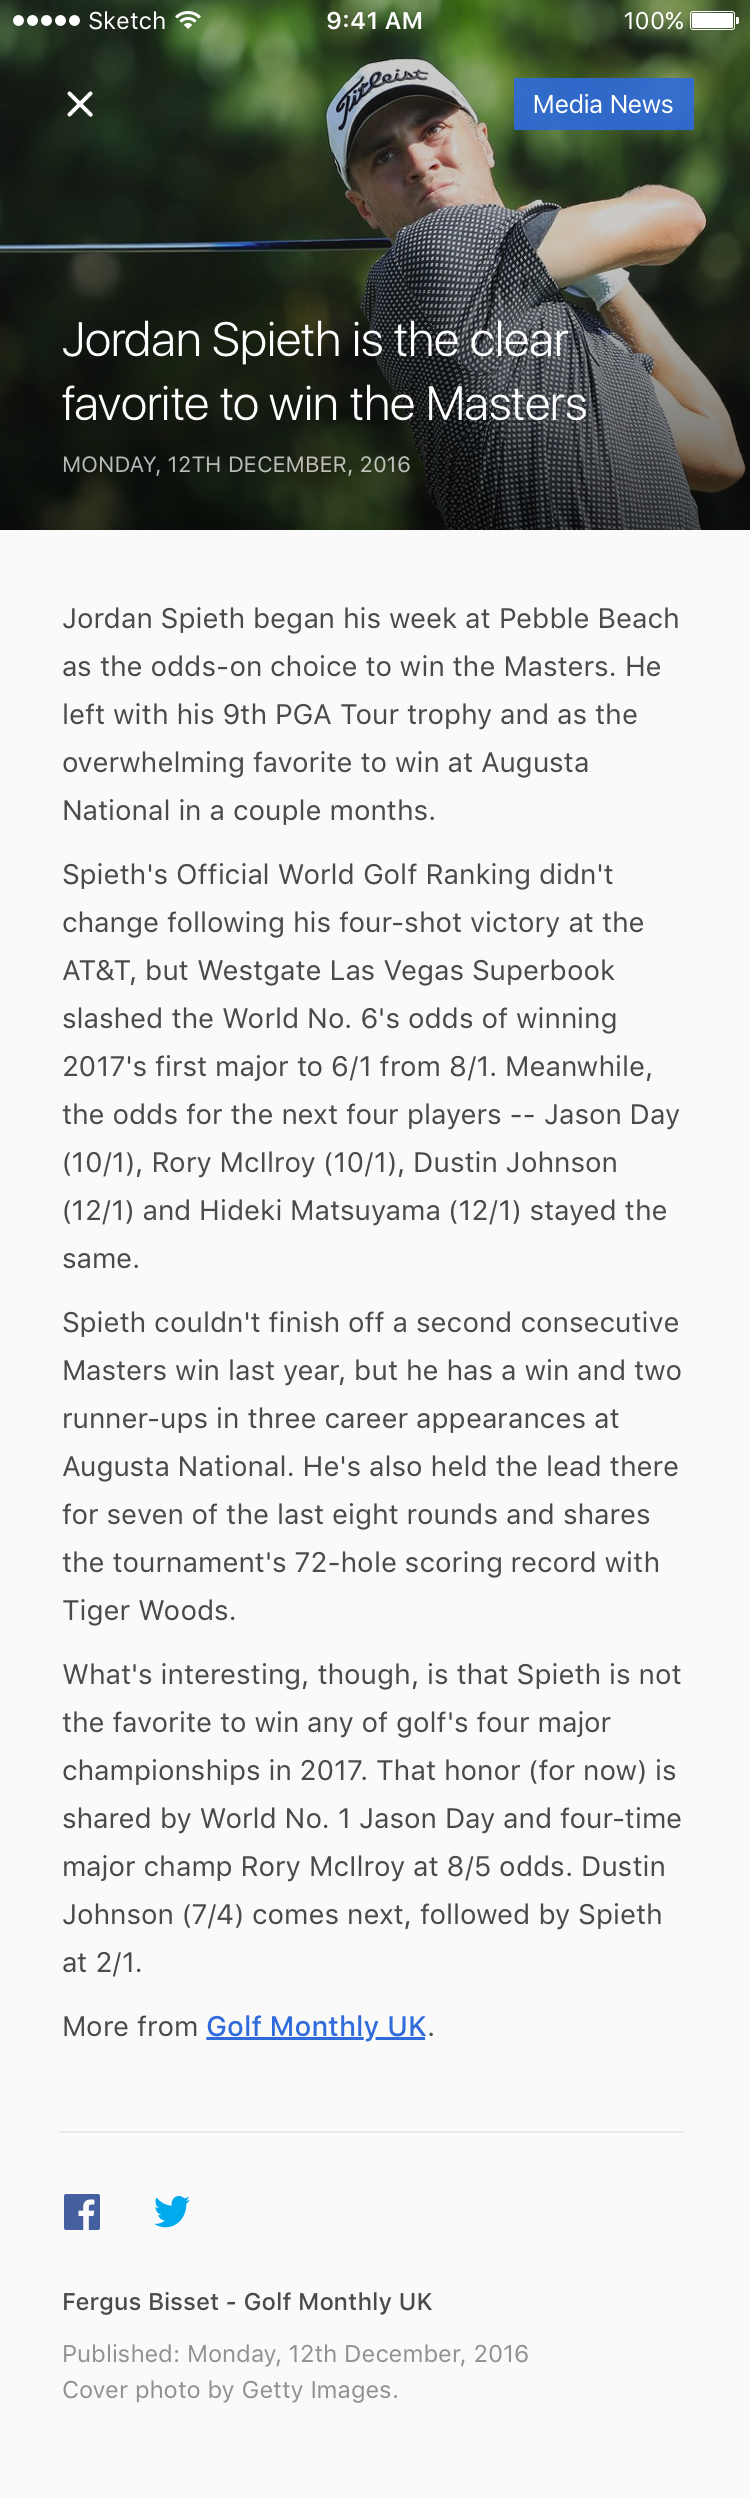 Sketch 9:41 AM 100%
Titleist
Media News
Jordan Spieth is the clear
favorite to win the Masters
MONDAY, 12TH DECEMBER, 2016
Jordan Spieth began his week at Pebble Beach
as the odds-on choice to win the Masters. He
left with his 9th PGA Tour trophy and as the
overwhelming favorite to win at Augusta
National in a couple months.
Spieth's Official World Golf Ranking didn't
change following his four-shot victory at the
AT&T, but Westgate Las Vegas Superbook
slashed the World No. 6's odds of winning
2017's first major to 6/1 from 8/1. Meanwhile,
the odds for the next four players -- Jason Day
(10/1), Rory McIlroy (10/1), Dustin Johnson
(12/1) and Hideki Matsuyama (12/1) stayed the
same.
Spieth couldn't finish off a second consecutive
Masters win last year, but he has a win and two
runner-ups in three career appearances at
Augusta National. He's also held the lead there
for seven of the last eight rounds and shares
the tournament's 72-hole scoring record with
Tiger Woods.
What's interesting, though, is that Spieth is not
the favorite to win any of golf's four major
championships in 2017. That honor (for now) is
shared by World No. 1 Jason Day and four-time
major champ Rory McIlroy at 8/5 odds. Dustin
Johnson (7/4) comes next, followed by Spieth
at 2/1.
More from Golf Monthly UK.
Fergus Bisset - Golf Monthly UK
Published: Monday, 12th December, 2016
Cover photo by Getty Images.